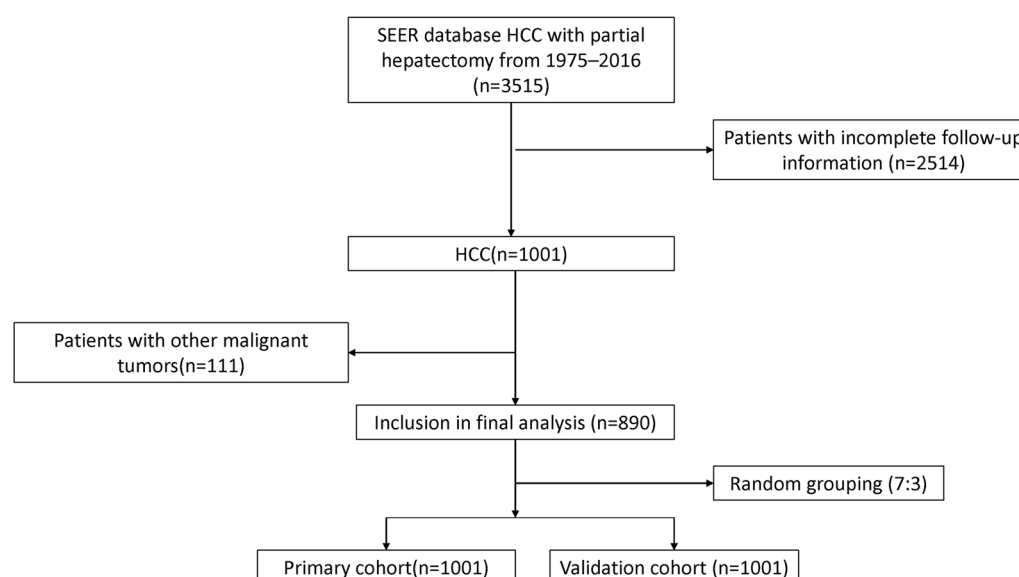 SEER database HCC with partial
hepatectomy from 1975–2016
(n=3515)
Patients with incomplete follow-up
information (n=2514)
HCC(n=1001)
Patients with other malignant
tumors(n=111)
Inclusion in final analysis (n=890)
Random grouping (7:3)
Primary cohort(n=1001)
Validation cohort (n=1001)